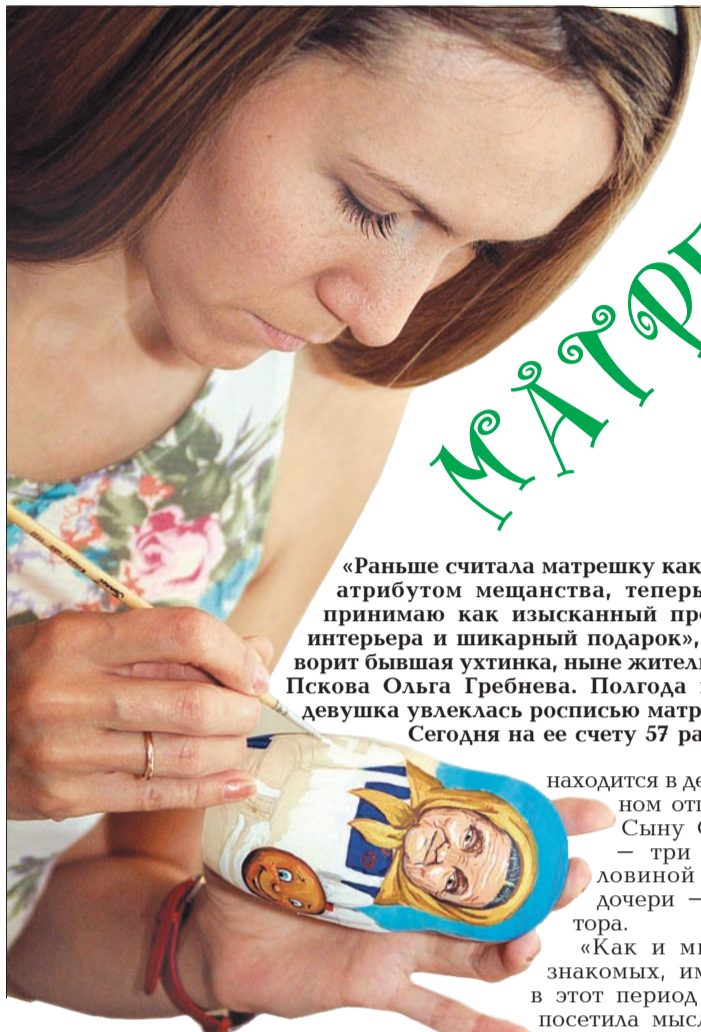 МАТР
«Раньше считала матрешку как
атрибутом мещанства, теперь
принимаю как изысканный пре
интерьера и шикарный подарок»,
ворит бывшая ухтинка, ныне жител
Пскова Ольга Гребнева. Полгода
девушка увлеклась росписью матр
Сегодня на ее счету 57 ра
находится в де
ном отп
Сыну
– три
ловиной
дочери –
тора.
«Как и м
знакомых, им
в этот период
посетила мысл